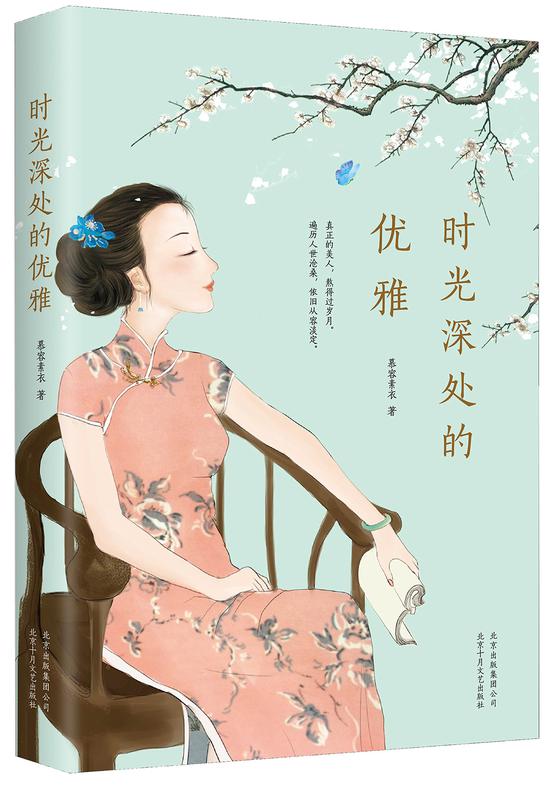 时光深处的优雅
慕容素衣 著
北京出版集团公司
北京十月文艺出版社
时光深处的
优雅
慕容素衣 著
真正的美人，熬得过岁月。
遍历人世沧桑，依旧从容淡定。
北京出版集团公司
北京十月文艺出版社